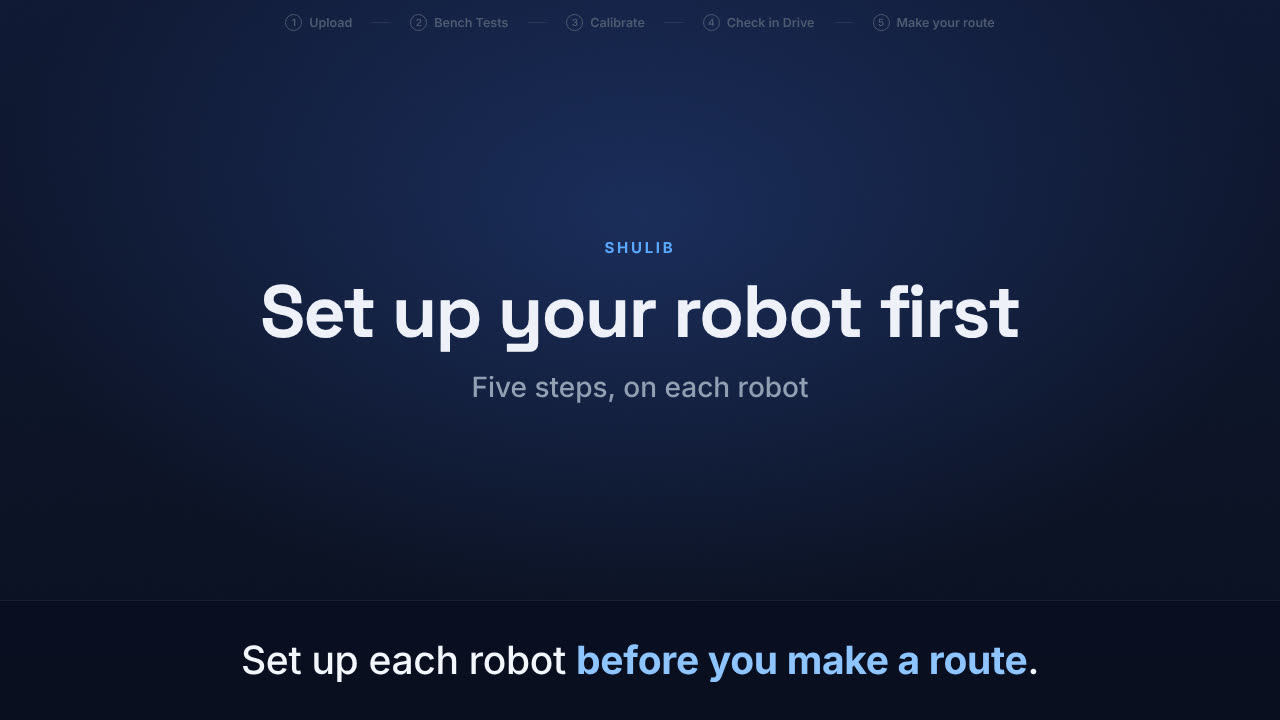 1 Upload 2 Bench Tests 3 Calibrate 4 Check in Drive 5 Make your route
SHULIB
Set up your robot first
Five steps, on each robot
Set up each robot before you make a route.